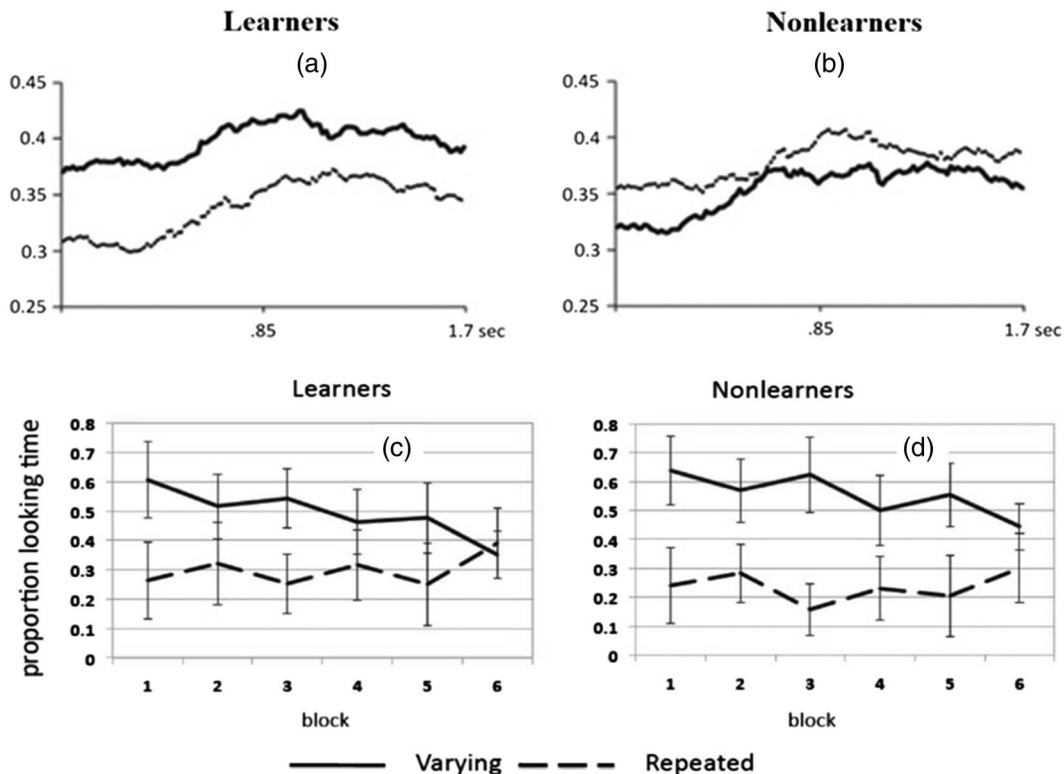 Learners Nonlearners
(a) (b)
0.45 0.45
0.4 0.4
0.35 0.35
0.3 0.3
0.25 0.25
.85 1.7 sec .85 1.7 sec
Learners Nonlearners
(c) (d)
proportion looking time
0.8 0.8
0.7 0.7
0.6 0.6
0.5 0.5
0.4 0.4
0.3 0.3
0.2 0.2
0.1 0.1
0 0
1 2 3 4 5 6 1 2 3 4 5 6
block block
Varying Repeated